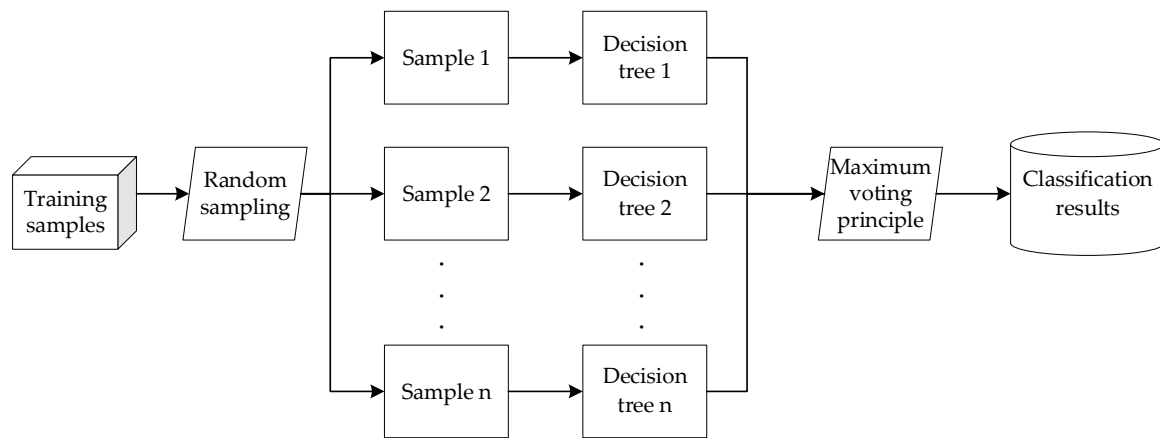 Training
samples
Random
sampling
Sample 1
Decision
tree 1
Sample 2
Decision
tree 2
.
.
.
.
.
.
Sample n
Decision
tree n
Maximum
voting
principle
Classification
results